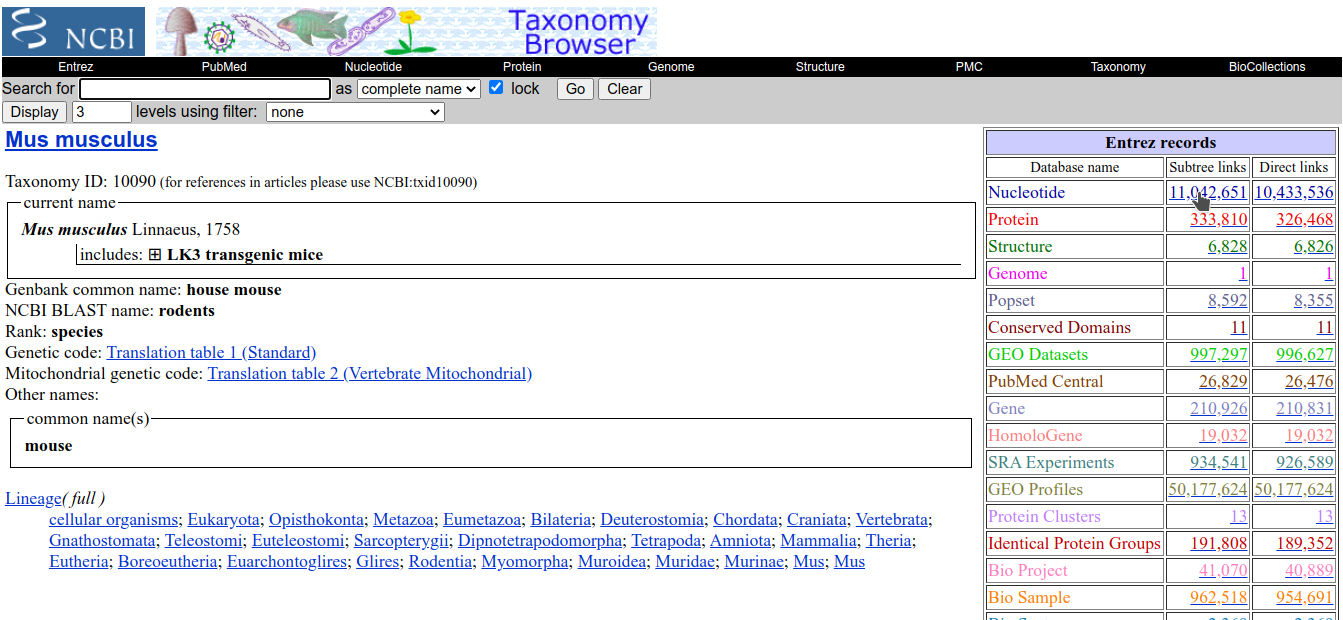 NCBI
Taxonomy
Browser
Entrez PubMed Nucleotide Protein Genome Structure PMC Taxonomy BioCollections
Search for as complete name lock Go Clear
Display 3 levels using filter: none
Mus musculus
Taxonomy ID: 10090 (for references in articles please use NCBI:txid10090)
current name
Mus musculus Linnaeus, 1758
includes: LK3 transgenic mice
Genbank common name: house mouse
NCBI BLAST name: rodents
Rank: species
Genetic code: Translation table 1 (Standard)
Mitochondrial genetic code: Translation table 2 (Vertebrate Mitochondrial)
Other names:
common name(s)
mouse
Lineage( full )
cellular organisms; Eukaryota; Opisthokonta; Metazoa; Eumetazoa; Bilateria; Deuterostomia; Chordata; Craniata; Vertebrata;
Gnathostomata; Teleostomi; Euteleostomi; Sarcopterygii; Dipnotetrapodomorpha; Tetrapoda; Amniota; Mammalia; Theria;
Eutheria; Boreoeutheria; Euarchontoglires; Glires; Rodentia; Myomorpha; Muroidea; Muridae; Murinae; Mus; Mus
Entrez records
Database name Subtree links Direct links
Nucleotide 11,042,651 10,433,536
Protein 333,810 326,468
Structure 6,828 6,826
Genome 1 1
Popset 8,592 8,355
Conserved Domains 11 11
GEO Datasets 997,297 996,627
PubMed Central 26,829 26,476
Gene 210,926 210,831
HomoloGene 19,032 19,032
SRA Experiments 934,541 926,589
GEO Profiles 50,177,624 50,177,624
Protein Clusters 13 13
Identical Protein Groups 191,808 189,352
Bio Project 41,070 40,889
Bio Sample 962,518 954,691